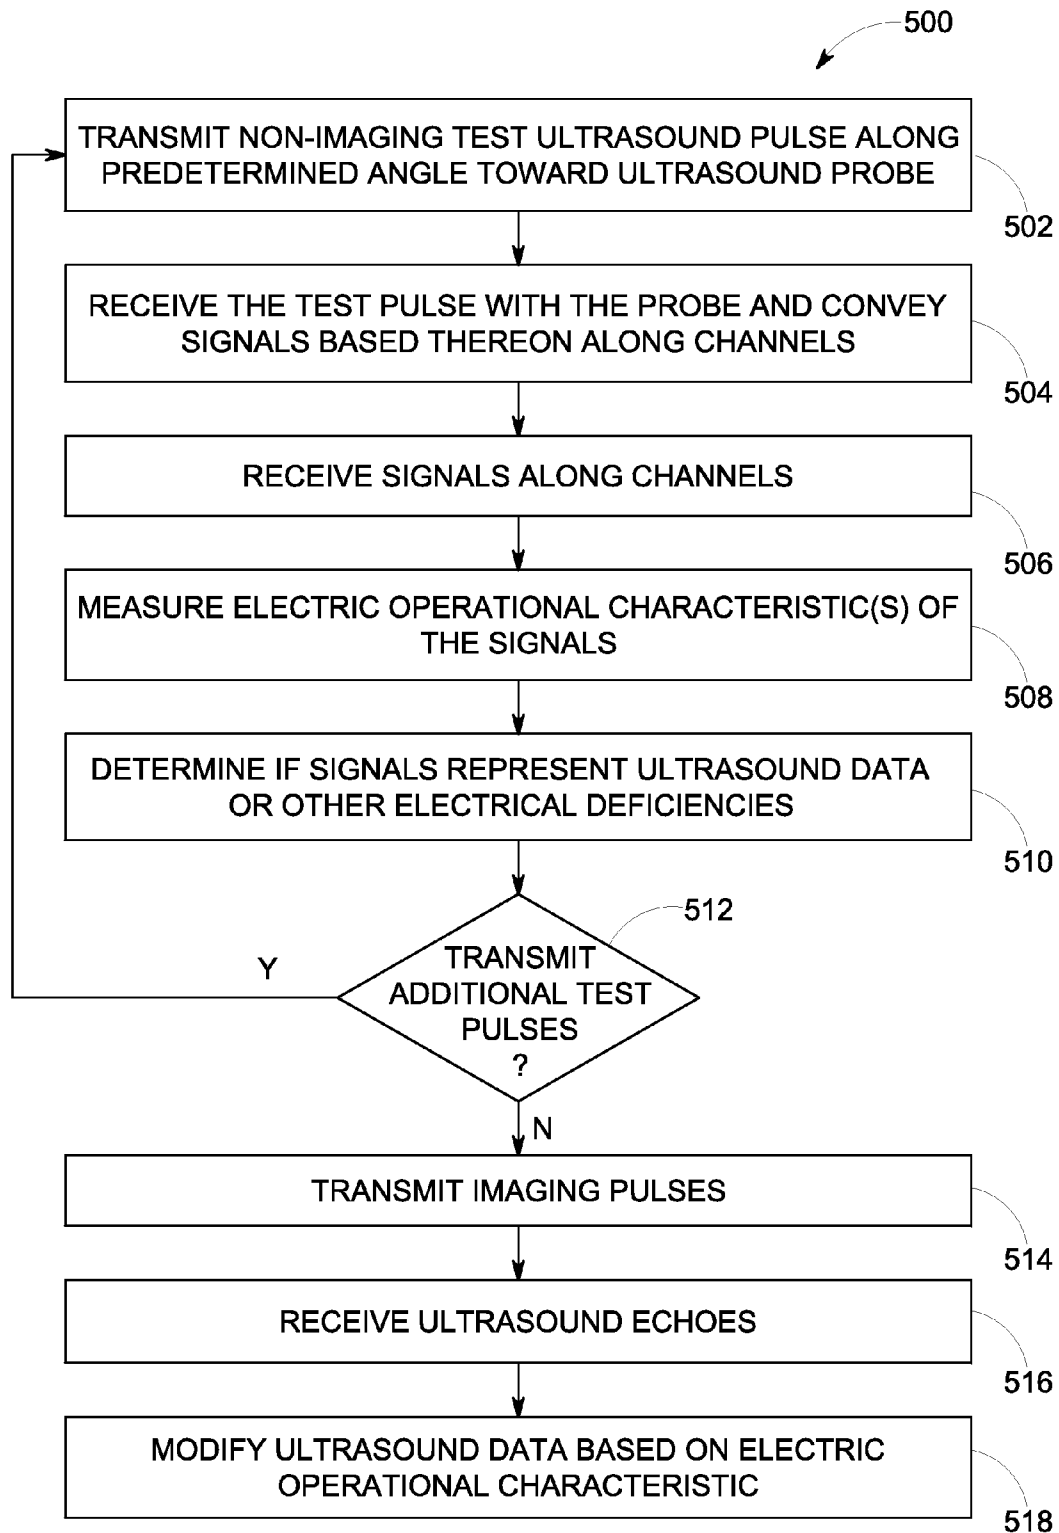 500
TRANSMIT NON-IMAGING TEST ULTRASOUND PULSE ALONG
PREDETERMINED ANGLE TOWARD ULTRASOUND PROBE
502
RECEIVE THE TEST PULSE WITH THE PROBE AND CONVEY
SIGNALS BASED THEREON ALONG CHANNELS
504
RECEIVE SIGNALS ALONG CHANNELS
506
MEASURE ELECTRIC OPERATIONAL CHARACTERISTIC(S) OF
THE SIGNALS
508
DETERMINE IF SIGNALS REPRESENT ULTRASOUND DATA
OR OTHER ELECTRICAL DEFICIENCIES
510
512
TRANSMIT
ADDITIONAL TEST
PULSES
?
Y
N
TRANSMIT IMAGING PULSES
514
RECEIVE ULTRASOUND ECHOES
516
MODIFY ULTRASOUND DATA BASED ON ELECTRIC
OPERATIONAL CHARACTERISTIC
518